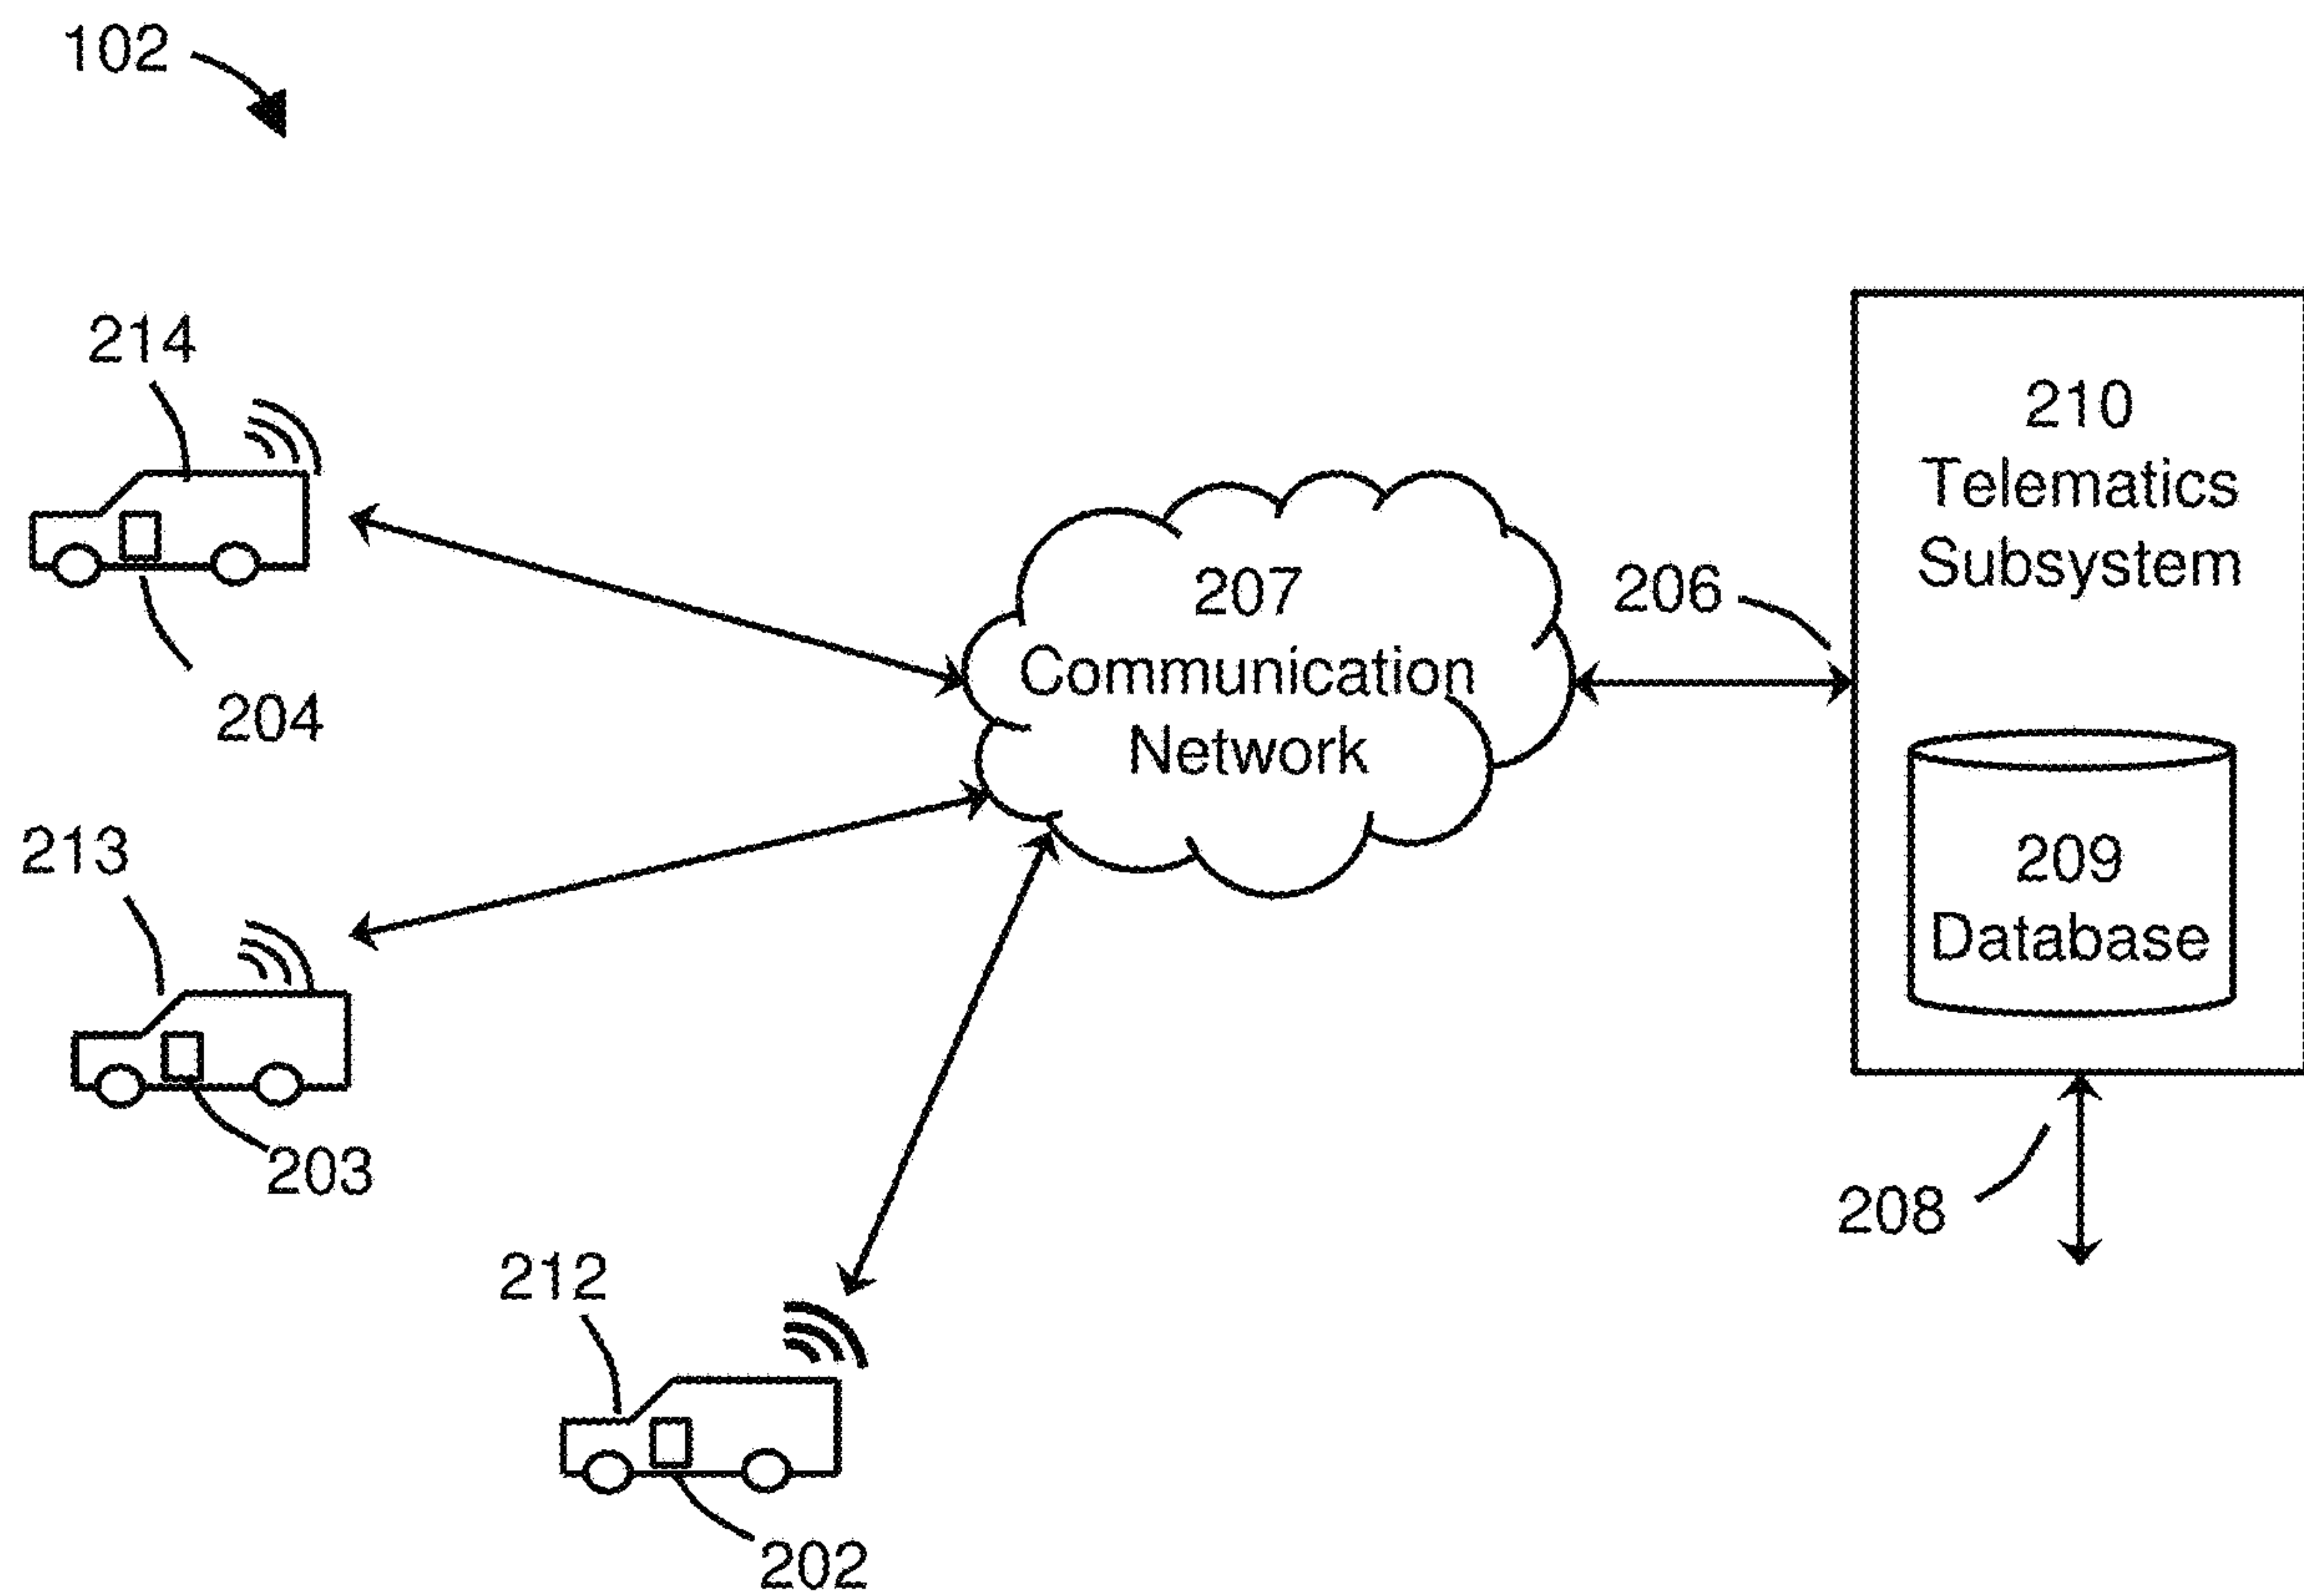 102
214
210
Telematics
Subsystem
207
Communication
Network
206
204
213
209
Database
203
208
212
202